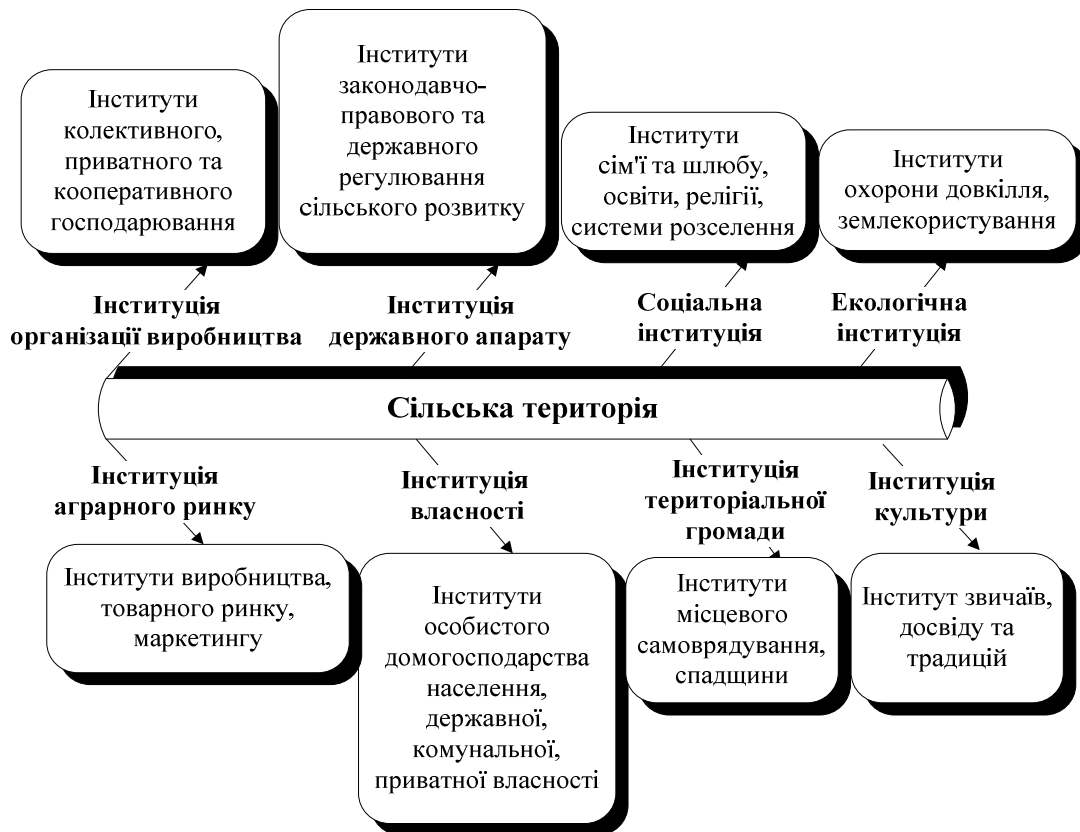 Інститути
колективного,
приватного та
кооперативного
господарювання
Інститути
законодавчо-
правового та
державного
регулювання
сільського розвитку
Інститути
сім'ї та шлюбу,
освіти, релігії,
системи розселення
Інститути
охорони довкілля,
землекористування
Інституція
організації виробництва
Інституція
державного апарату
Соціальна
інституція
Екологічна
інституція
Сільська територія
Інституція
аграрного ринку
Інституція
власності
Інституція
територіальної
громади
Інституція
культури
Інститути виробництва,
товарного ринку,
маркетингу
Інститути
особистого
домогосподарства
населення,
державної,
комунальної,
приватної власності
Інститути
місцевого
самоврядування,
спадщини
Інститут звичаїв,
досвіду та
традицій